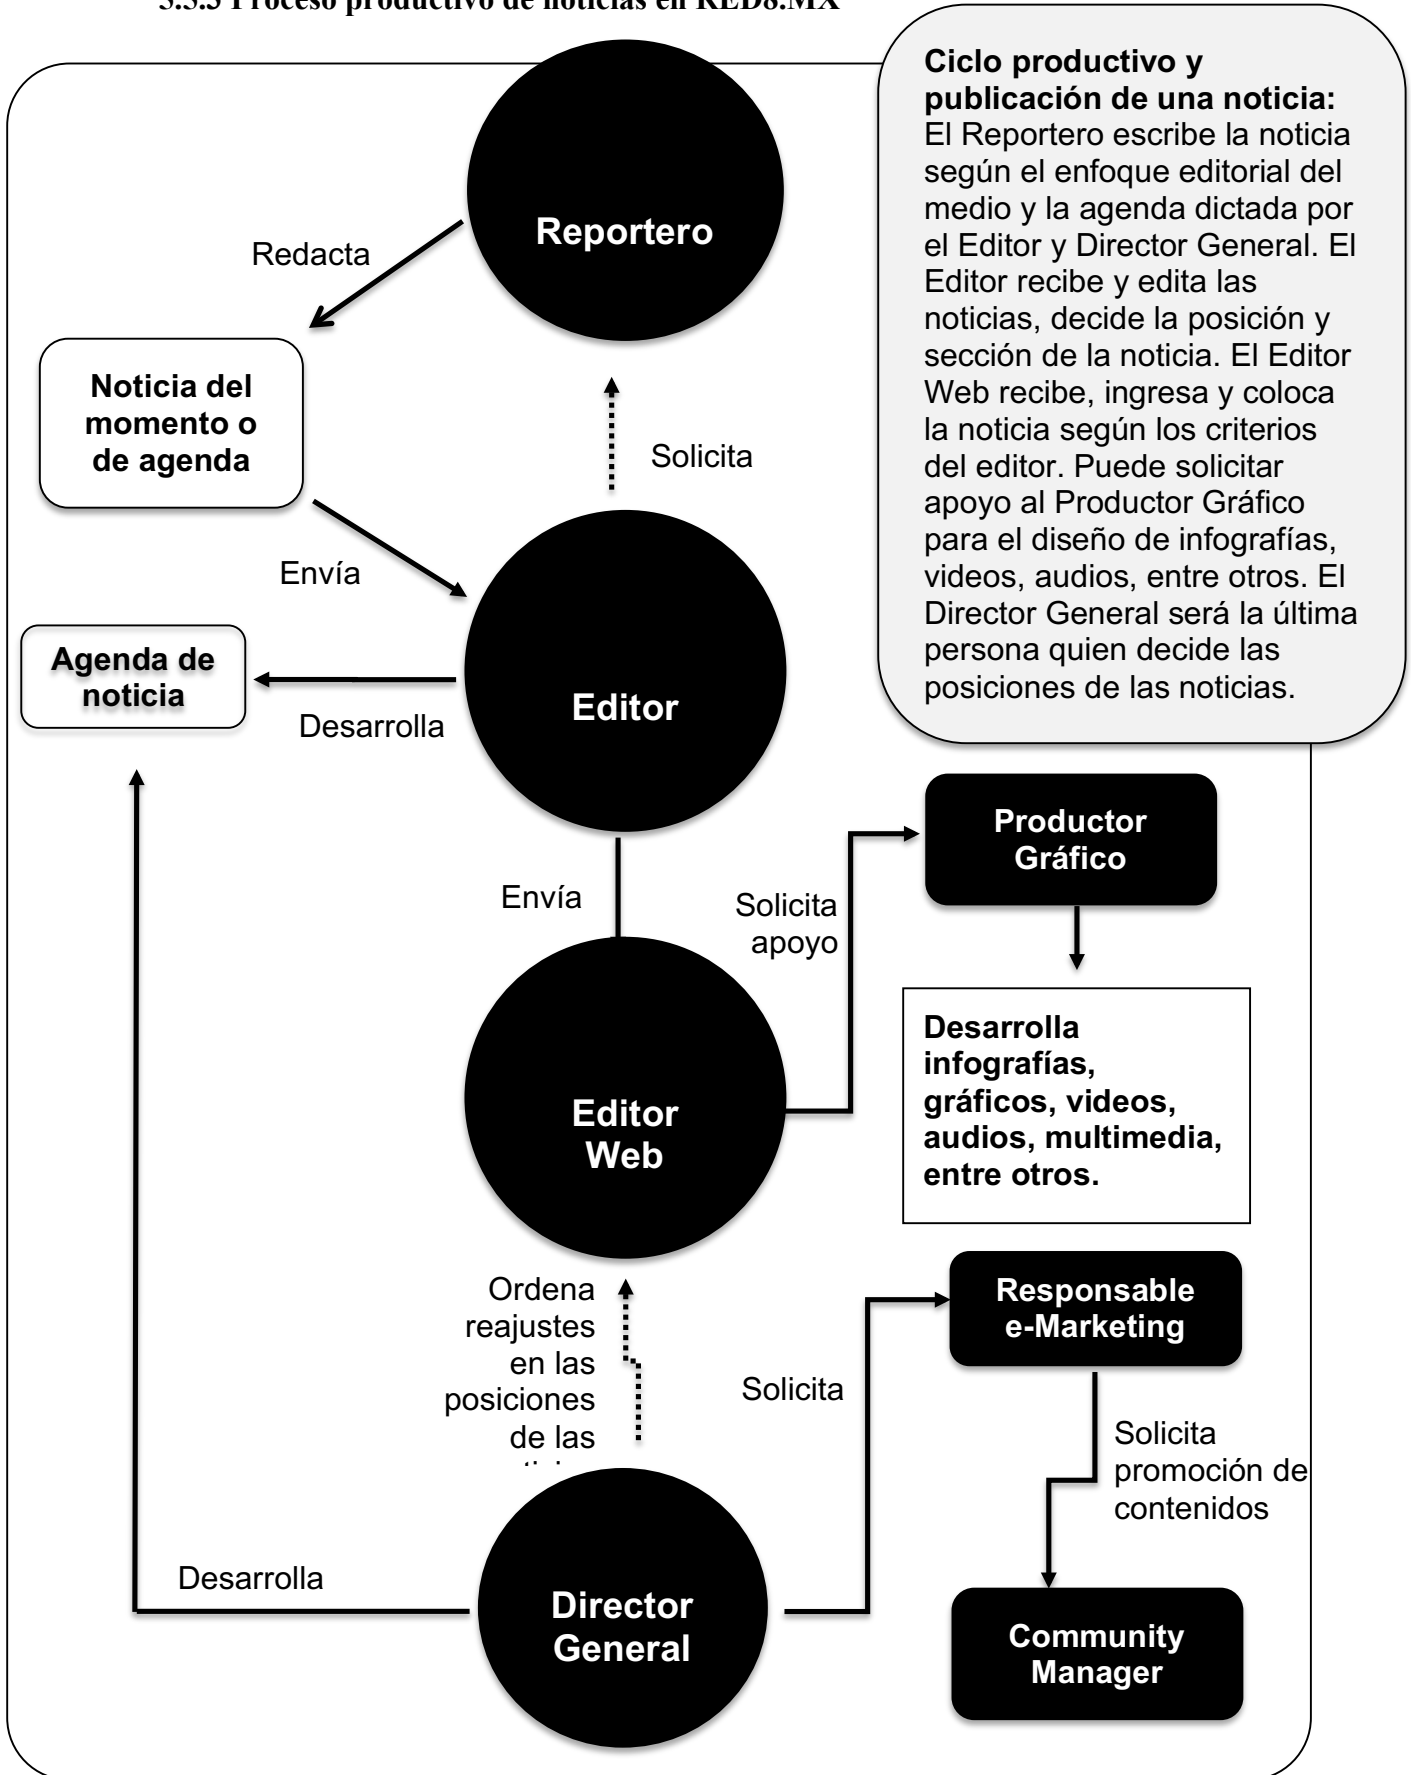 Proceso productivo de noticias en RED8.MX
Ciclo productivo y
publicación de una noticia:
El Reportero escribe la noticia
según el enfoque editorial del
medio y la agenda dictada por
el Editor y Director General. El
Editor recibe y edita las
noticias, decide la posición y
sección de la noticia. El Editor
Web recibe, ingresa y coloca
la noticia según los criterios
del editor. Puede solicitar
apoyo al Productor Gráfico
para el diseño de infografías,
videos, audios, entre otros. El
Director General será la última
persona quien decide las
posiciones de las noticias.
Reportero
Redacta
Noticia del
momento o
de agenda
Solicita
Envía
Agenda de
noticia
Editor
Desarrolla
Productor
Gráfico
Envía
Solicita
apoyo
Desarrolla
infografías,
gráficos, videos,
audios, multimedia,
entre otros.
Editor
Web
Ordena
reajustes
en las
posiciones
de las
Responsable
e-Marketing
Solicita
Solicita
promoción de
contenidos
Desarrolla
Director
General
Community
Manager